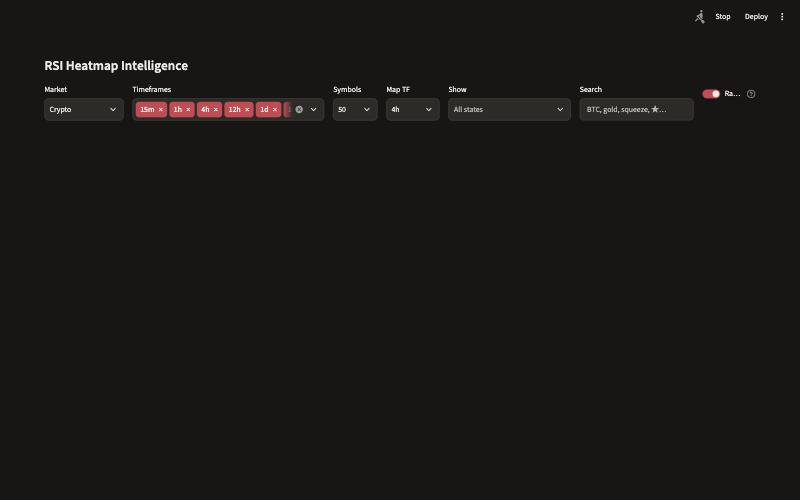 Stop Deploy
RSI Heatmap Intelligence
Market Timeframes Symbols Map TF Show Search
Crypto 15m × 1h × 4h × 12h × 1d × 50 4h All states BTC, gold, squeeze, ★… Ra…